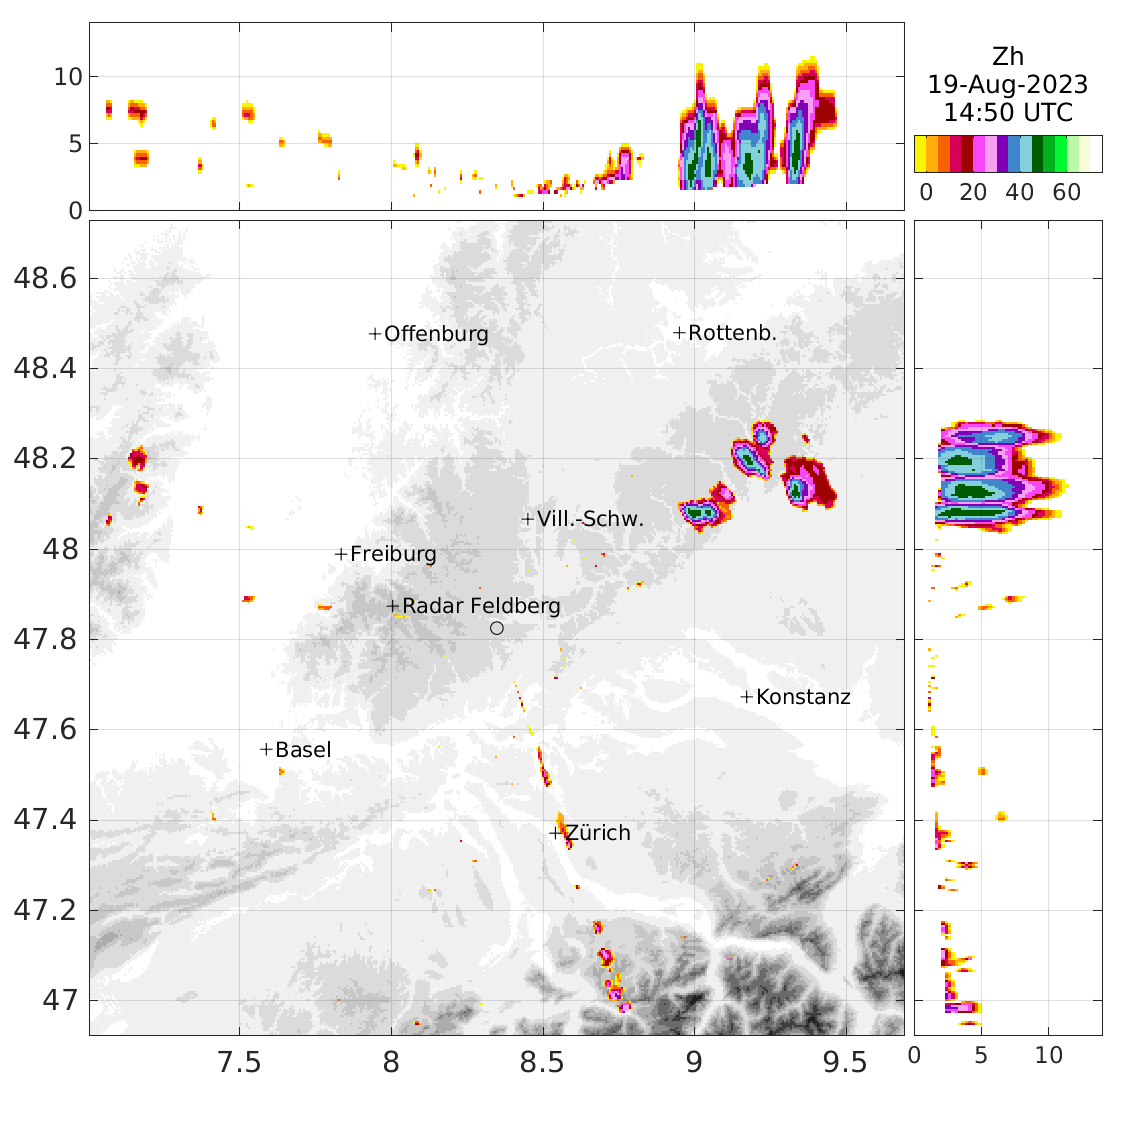 Zh
19-Aug-2023
14:50 UTC
0 20 40 60
10
5
0
48.6
48.4
48.2
48
47.8
47.6
47.4
47.2
47
+Offenburg
+Rottenb.
+Vill.-Schw.
+Freiburg
+Radar Feldberg
+Konstanz
+Basel
+Zürich
7.5 8 8.5 9 9.5
0 5 10